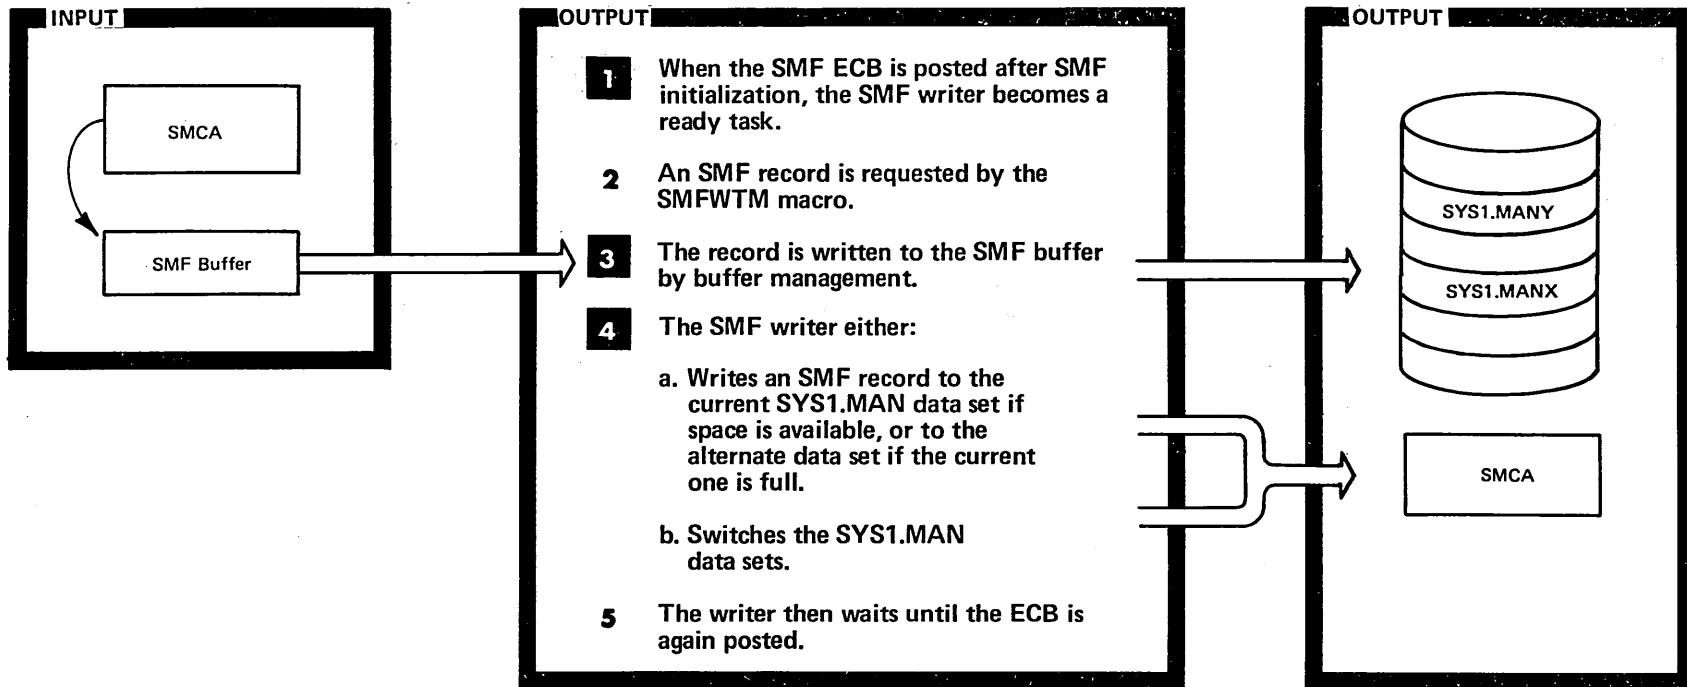 INPUT
SMCA
SMF Buffer
OUTPUT
1 When the SMF ECB is posted after SMF
initialization, the SMF writer becomes a
ready task.
2 An SMF record is requested by the
SMFWTM macro.
3 The record is written to the SMF buffer
by buffer management.
4 The SMF writer either:
a. Writes an SMF record to the
current SYS1.MAN data set if
space is available, or to the
alternate data set if the current
one is full.
b. Switches the SYS1.MAN
data sets.
5 The writer then waits until the ECB is
again posted.
OUTPUT
SYS1.MANY
SYS1.MANX
SMCA